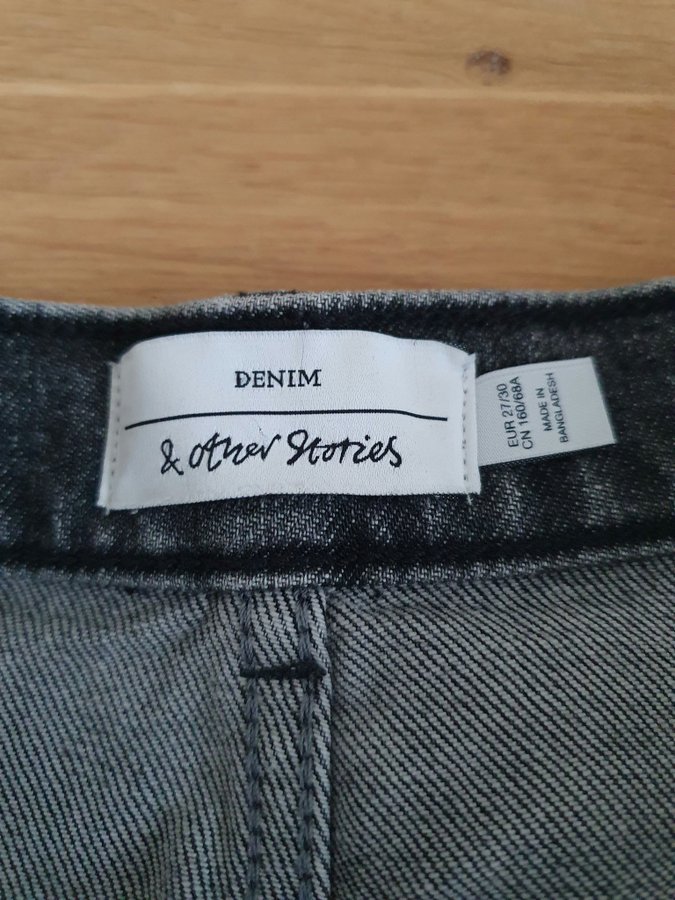 DENIM
& other Stories
EUR 27/30
CN 160/68A
MADE IN
BANGLADESH